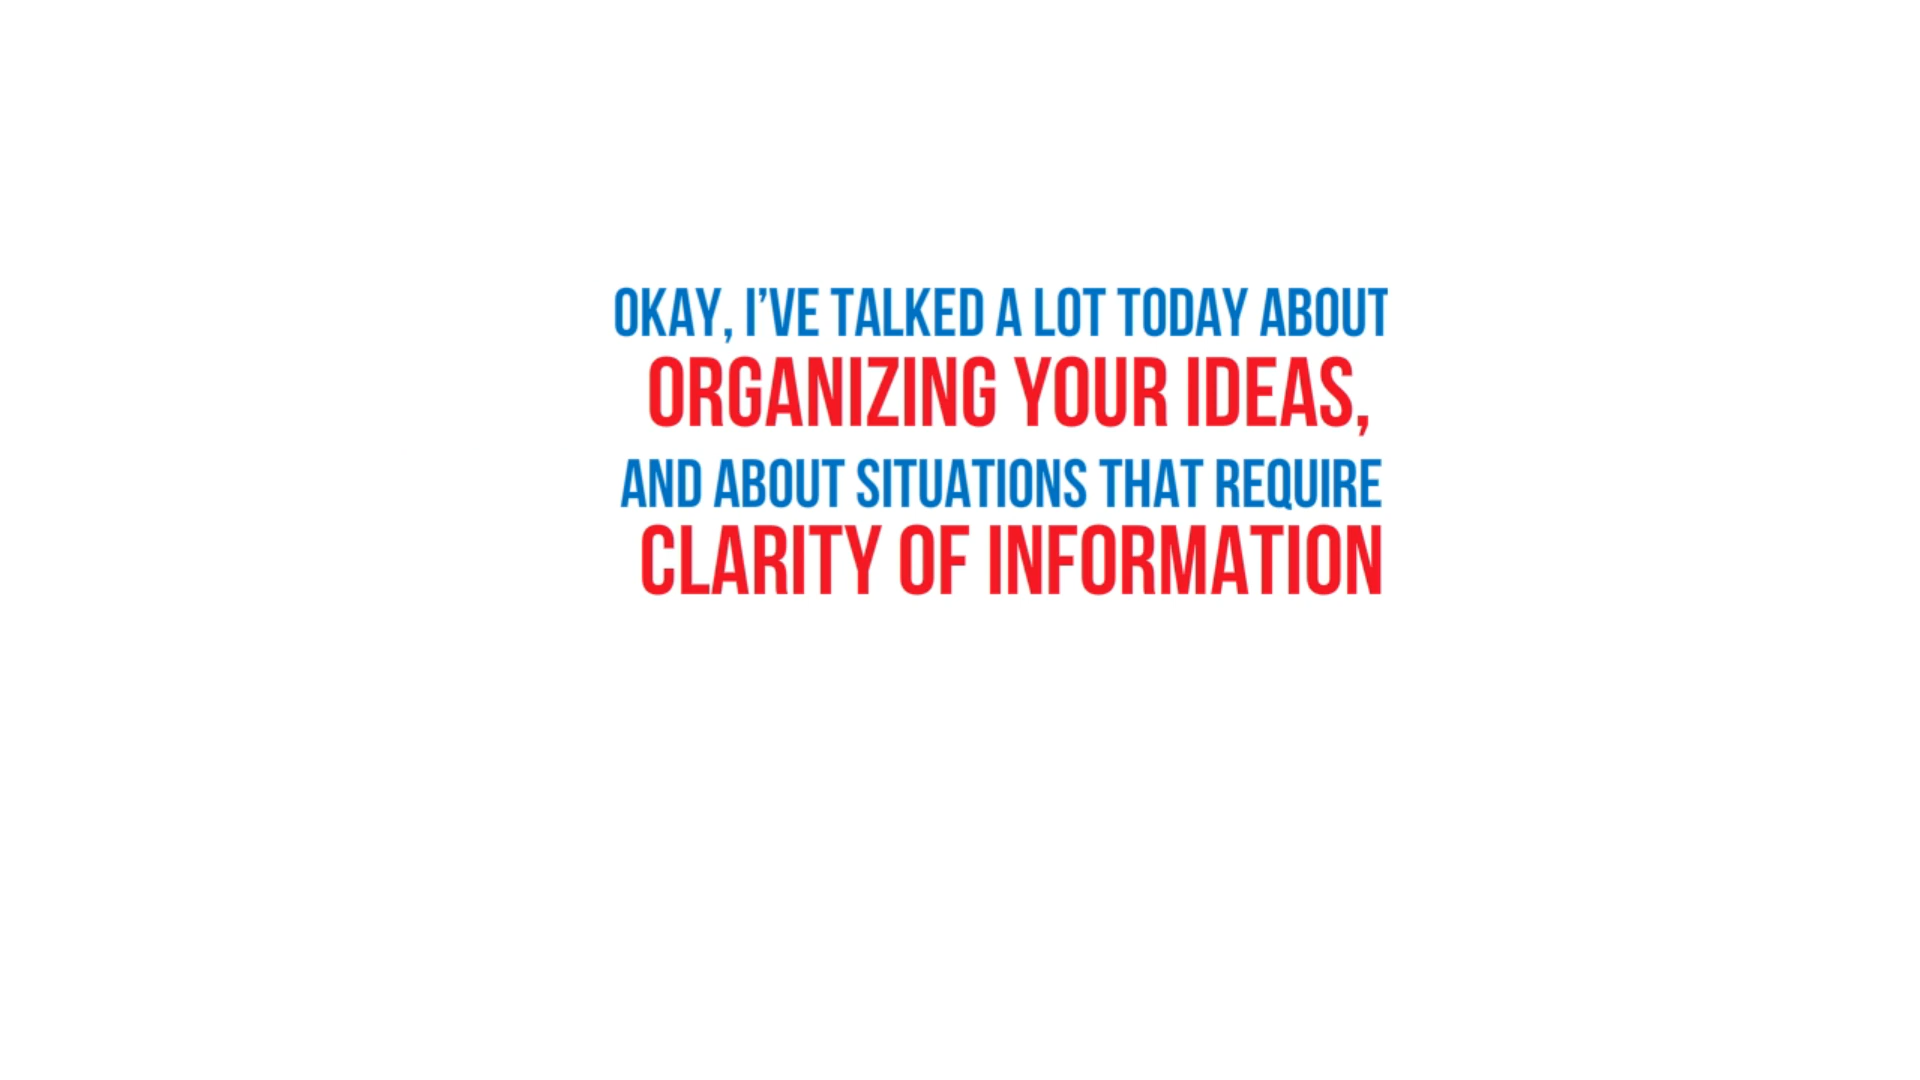 OKAY, I’VE TALKED A LOT TODAY ABOUT
ORGANIZING YOUR IDEAS,
AND ABOUT SITUATIONS THAT REQUIRE
CLARITY OF INFORMATION